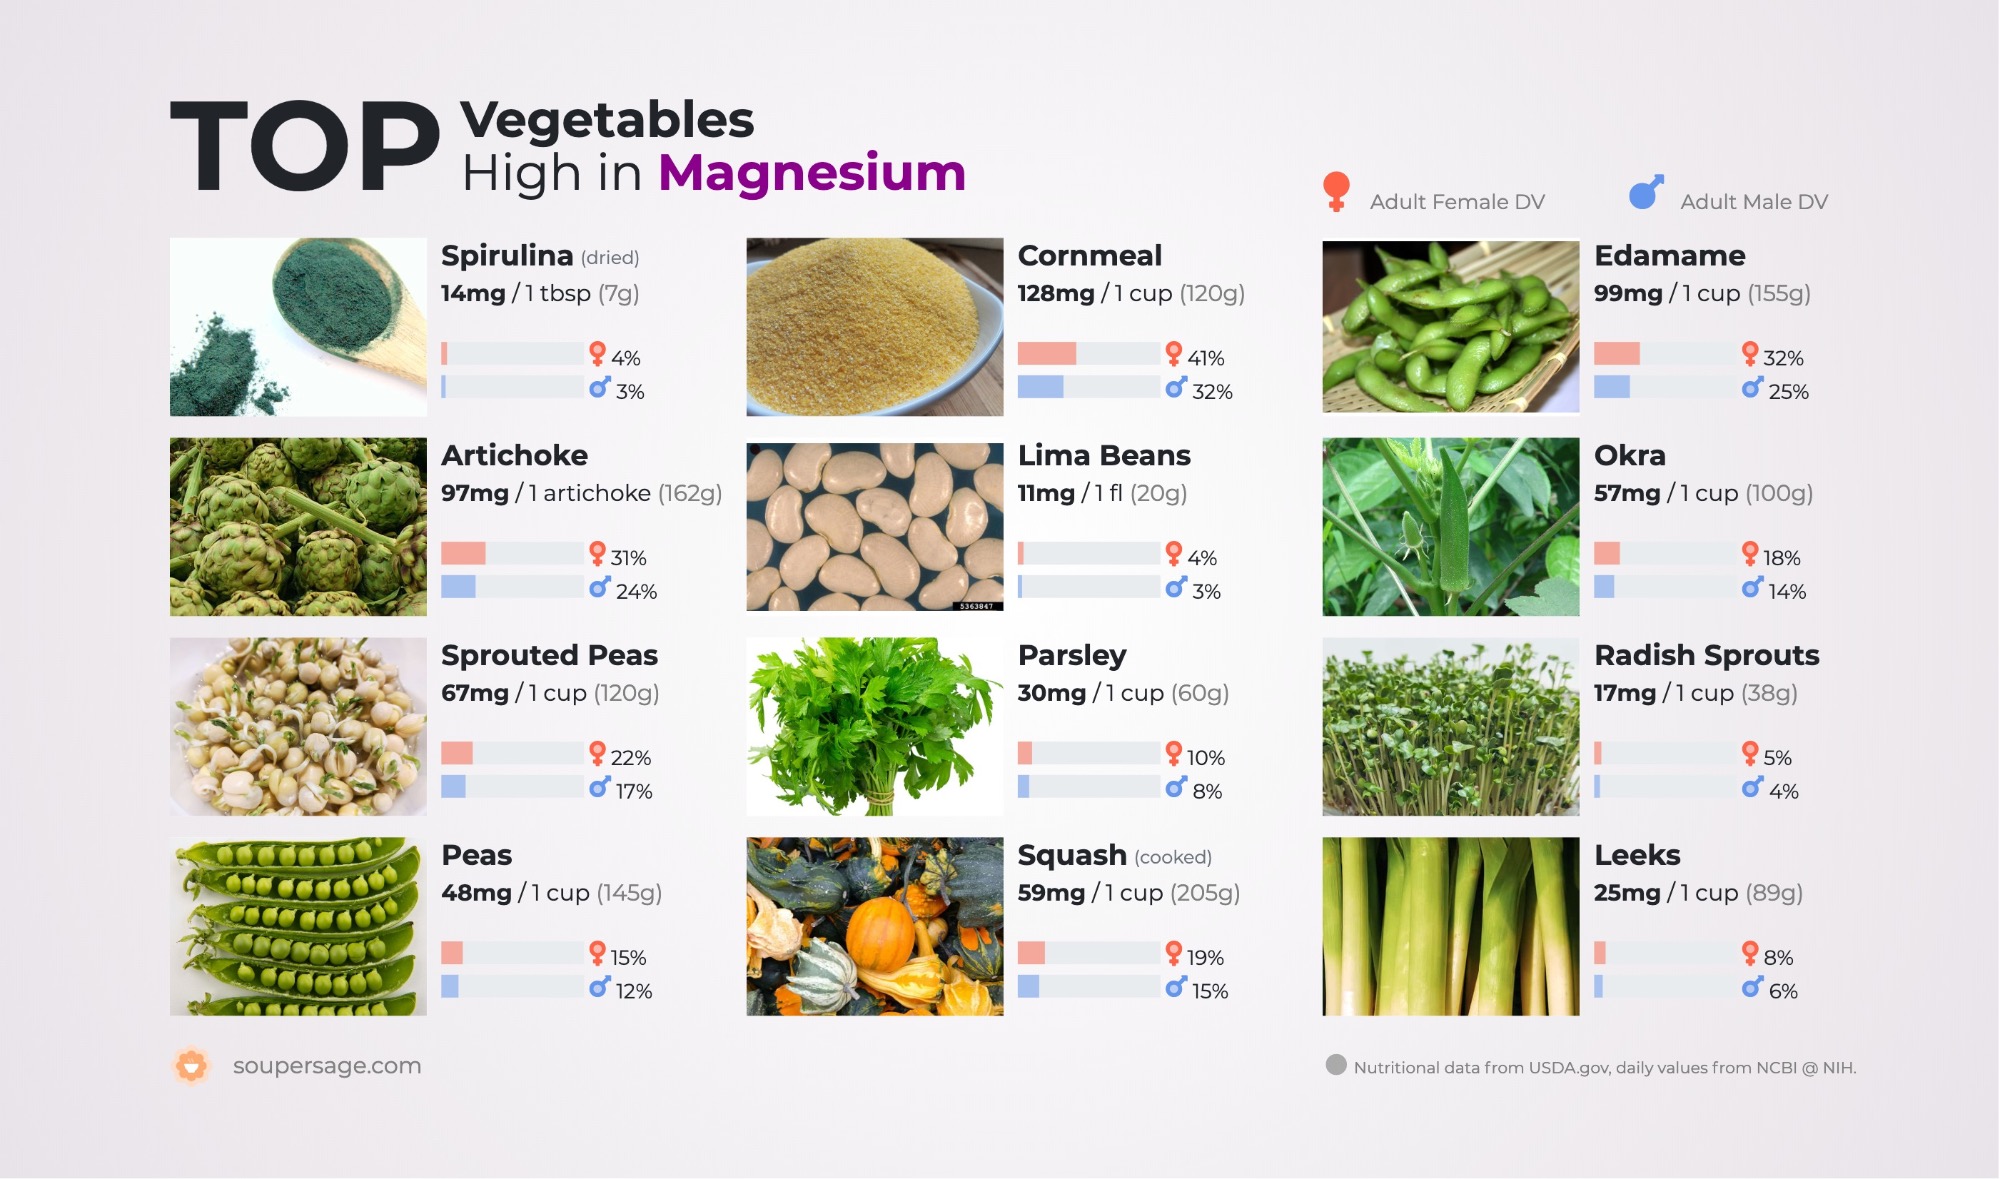 TOP Vegetables
High in Magnesium
Adult Female DV
Adult Male DV
Spirulina (dried)
14mg / 1 tbsp (7g)
4%
3%
Cornmeal
128mg / 1 cup (120g)
41%
32%
Edamame
99mg / 1 cup (155g)
32%
25%
Artichoke
97mg / 1 artichoke (162g)
31%
24%
Lima Beans
11mg / 1 fl (20g)
4%
3%
5363847
Okra
57mg / 1 cup (100g)
18%
14%
Sprouted Peas
67mg / 1 cup (120g)
22%
17%
Parsley
30mg / 1 cup (60g)
10%
8%
Radish Sprouts
17mg / 1 cup (38g)
5%
4%
Peas
48mg / 1 cup (145g)
15%
12%
Squash (cooked)
59mg / 1 cup (205g)
19%
15%
Leeks
25mg / 1 cup (89g)
8%
6%
soupersage.com
Nutritional data from USDA.gov, daily values from NCBI @ NIH.